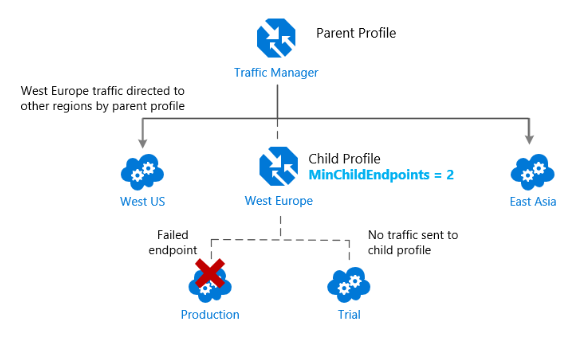 Parent Profile
Traffic Manager
West Europe traffic directed to
other regions by parent profile
Child Profile
MinChildEndpoints = 2
West US
West Europe
East Asia
Failed
endpoint
No traffic sent to
child profile
Production
Trial